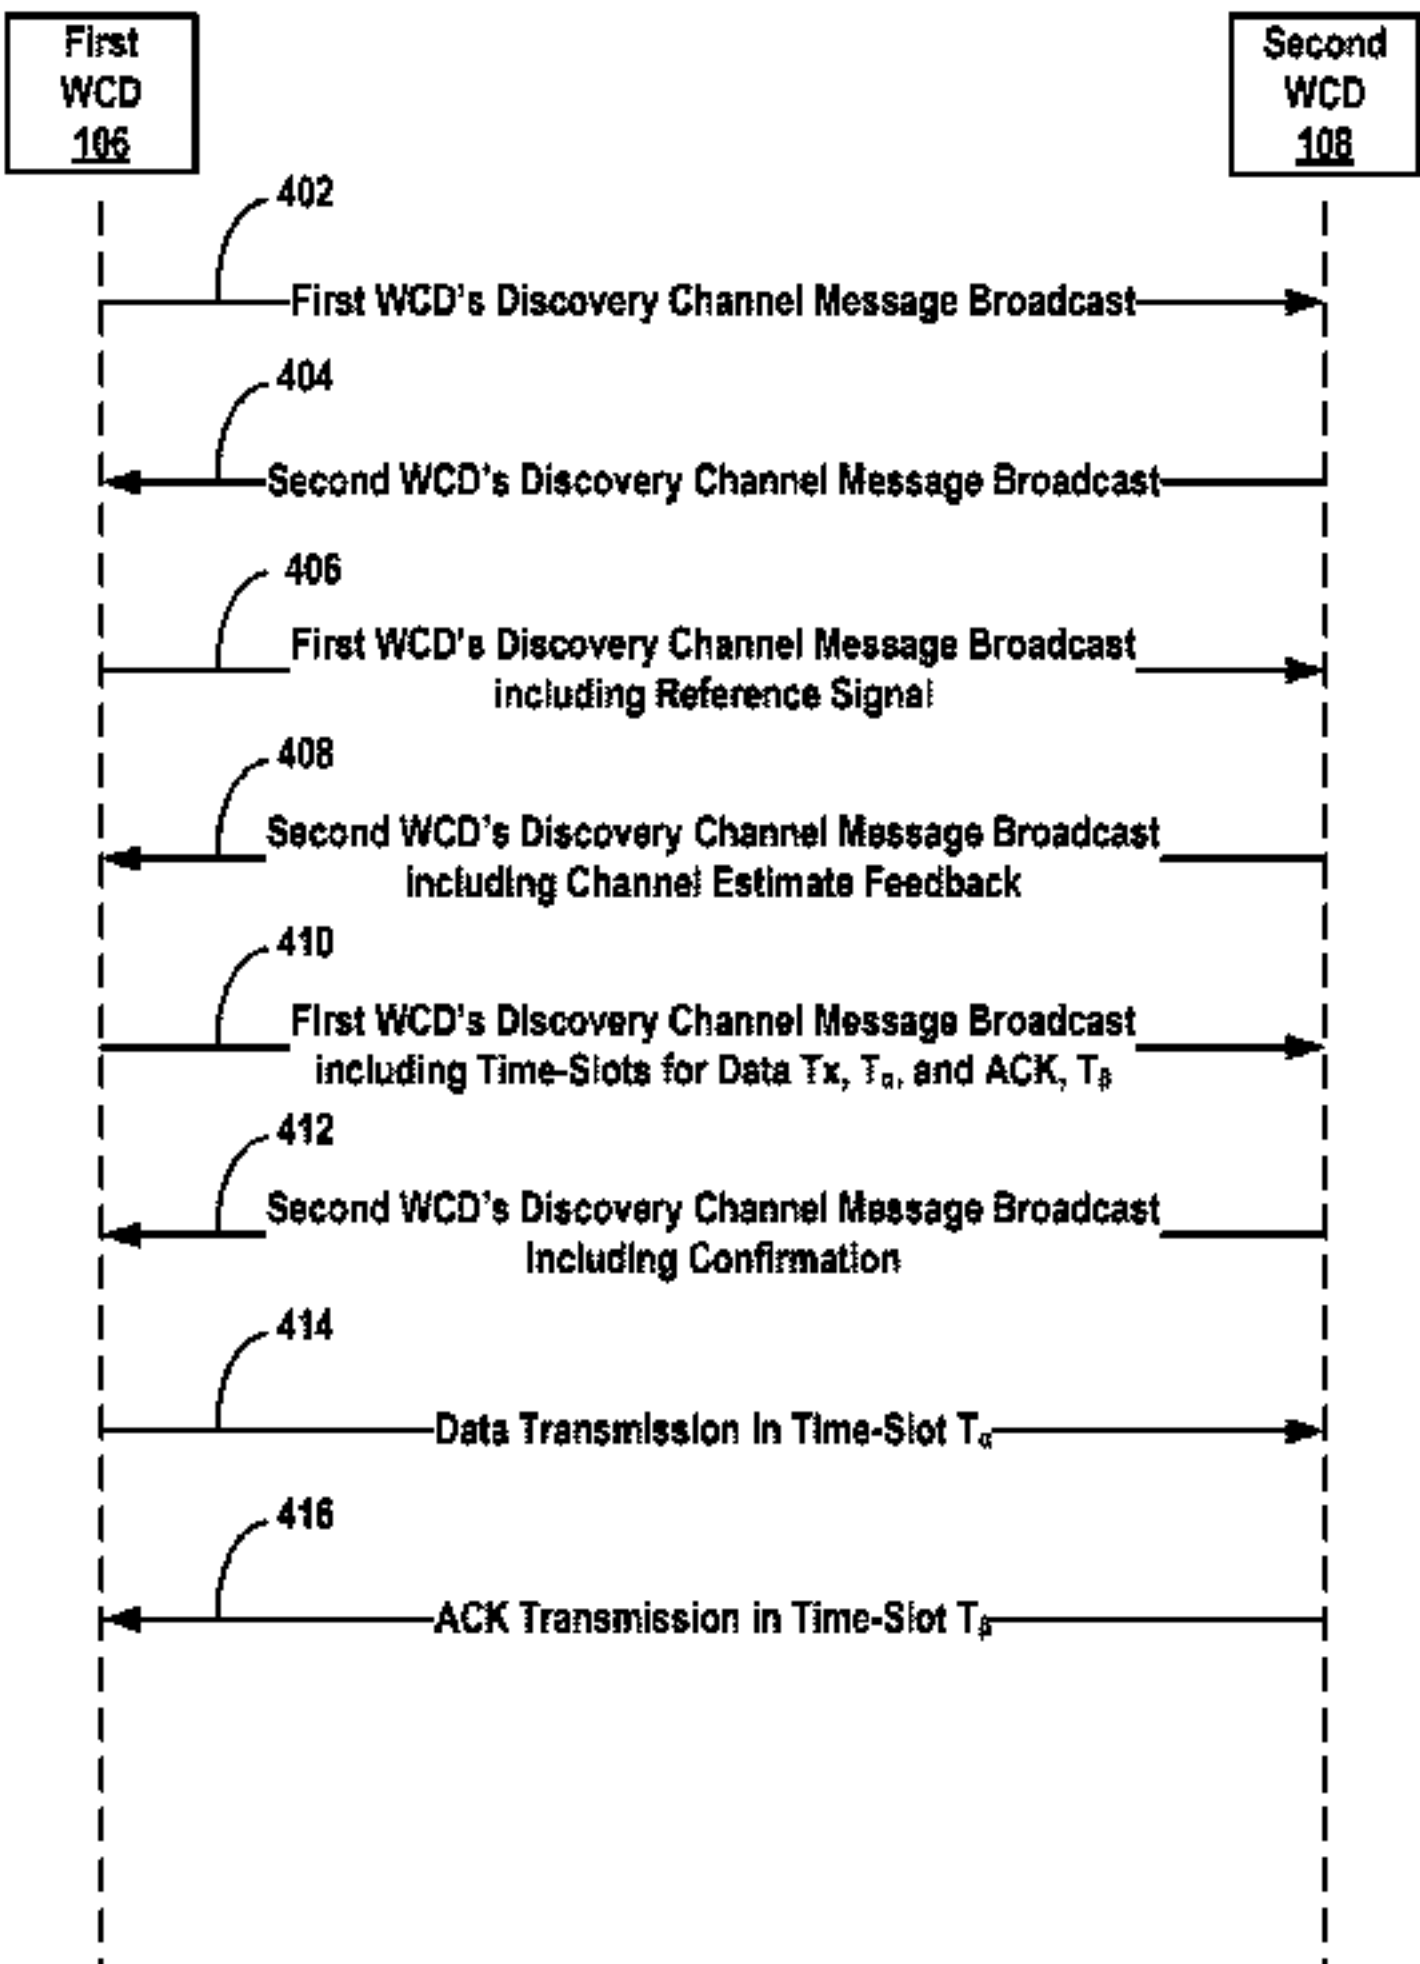 First
WCD
106
Second
WCD
108
402
First WCD's Discovery Channel Message Broadcast
404
Second WCD's Discovery Channel Message Broadcast
406
First WCD's Discovery Channel Message Broadcast
including Reference Signal
408
Second WCD's Discovery Channel Message Broadcast
including Channel Estimate Feedback
410
First WCD's Discovery Channel Message Broadcast
including Time-Slots for Data Tx, Tα, and ACK, Tβ
412
Second WCD's Discovery Channel Message Broadcast
including Confirmation
414
Data Transmission in Time-Slot Tα
416
ACK Transmission in Time-Slot Tβ